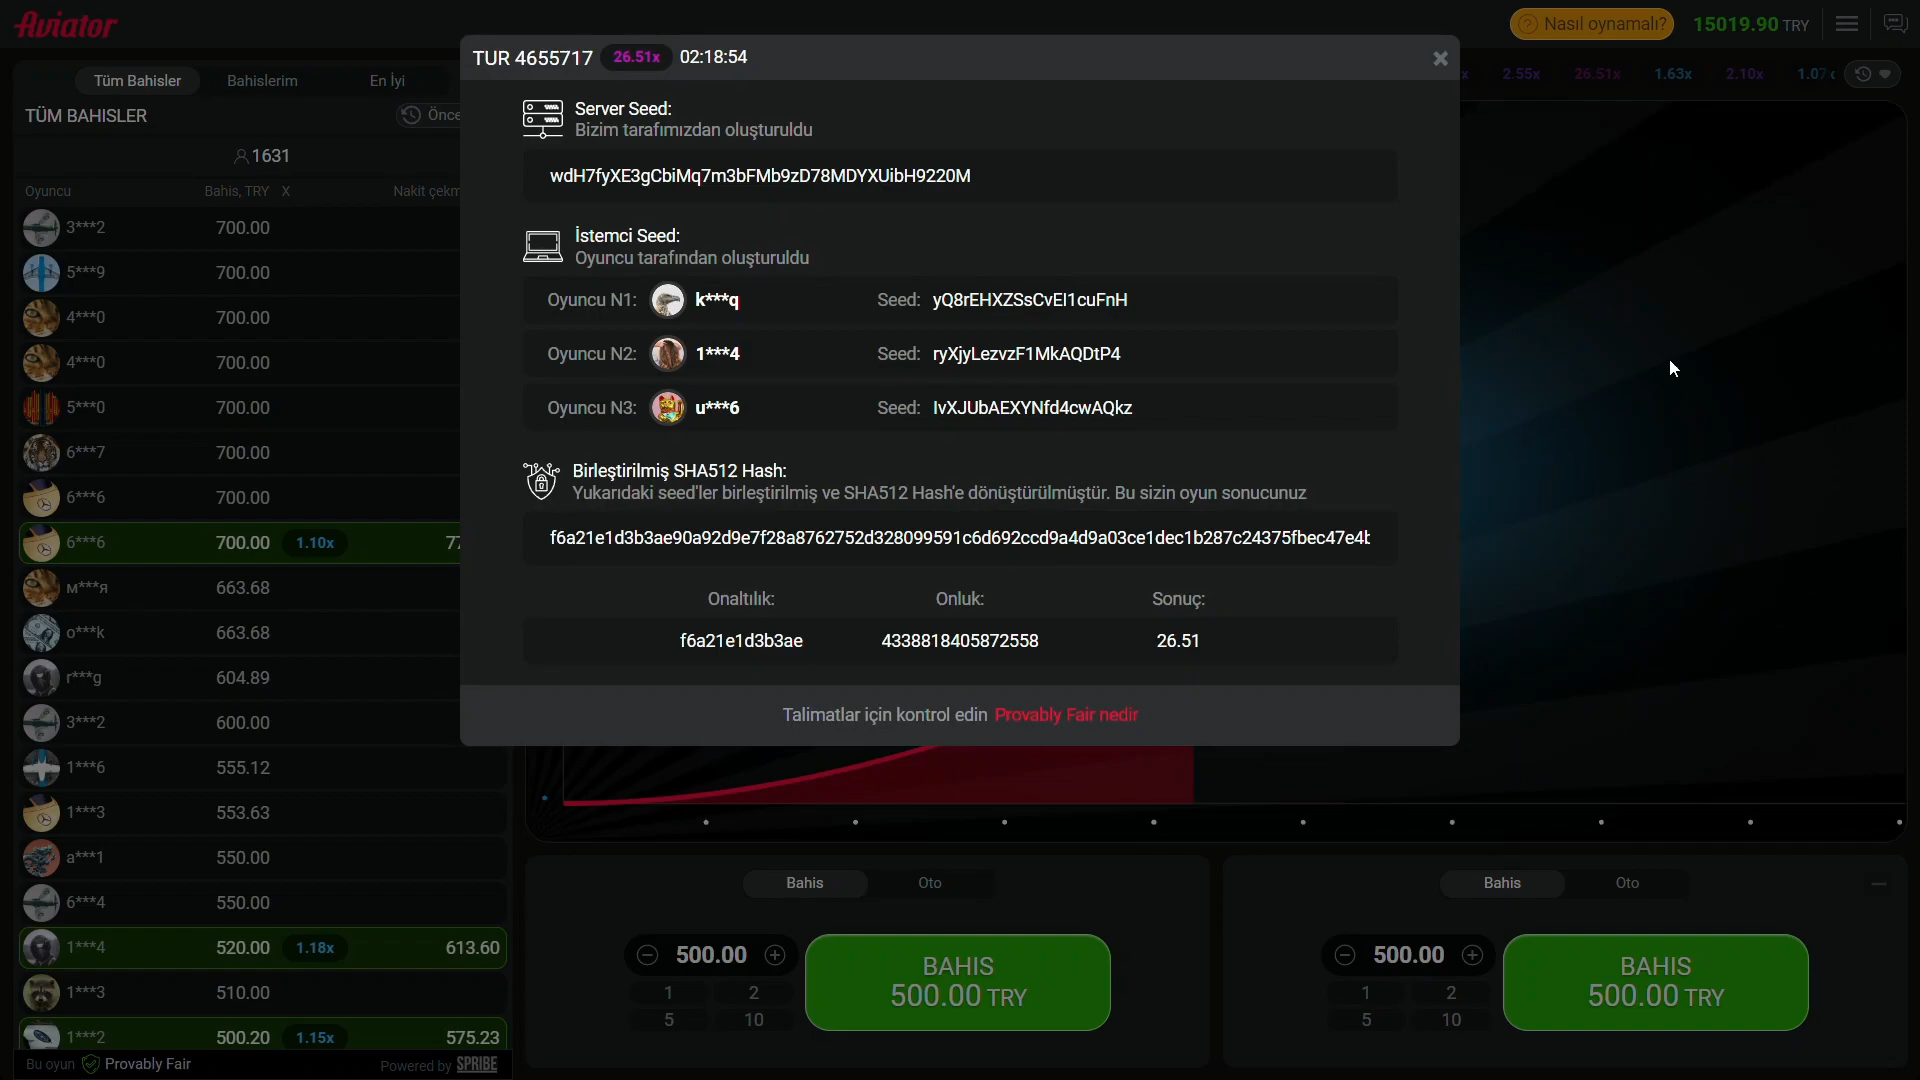 Aviator
Nasıl oynamalı?
15019.90 TRY
TUR 4655717 26.51x 02:18:54
2.55x 26.51x 1.63x 2.10x 1.07
Tüm Bahisler Bahislerim En İyi
TÜM BAHISLER
1631
Oyuncu Bahis, TRY X Nakit çekm
3***2 700.00
5***9 700.00
4***0 700.00
4***0 700.00
5***0 700.00
6***7 700.00
6***6 700.00
6***6 700.00 1.10x 77
м***я 663.68
o***k 663.68
r***g 604.89
3***2 600.00
1***6 555.12
1***3 553.63
a***1 550.00
6***4 550.00
1***4 520.00 1.18x 613.60
1***3 510.00
1***2 500.20 1.15x 575.23
Bu oyun Provably Fair Powered by SPRIBE
Server Seed:
Bizim tarafımızdan oluşturuldu
wdH7fyXE3gCbiMq7m3bFMb9zD78MDYXUibH9220M
İstemci Seed:
Oyuncu tarafından oluşturuldu
Oyuncu N1: k***q Seed: yQ8rEHXZSsCvEI1cuFnH
Oyuncu N2: 1***4 Seed: ryXjyLezvzF1MkAQDtP4
Oyuncu N3: u***6 Seed: IvXJUbAEXYNfd4cwAQkz
Birleştirilmiş SHA512 Hash:
Yukarıdaki seed'ler birleştirilmiş ve SHA512 Hash'e dönüştürülmüştür. Bu sizin oyun sonucunuz
f6a21e1d3b3ae90a92d9e7f28a8762752d328099591c6d692ccd9a4d9a03ce1dec1b287c24375fbec47e4
Onaltılık: Onluk: Sonuç:
f6a21e1d3b3ae 4338818405872558 26.51
Talimatlar için kontrol edin Provably Fair nedir
Bahis Oto
500.00
1 2
5 10
BAHIS
500.00 TRY
Bahis Oto
500.00
1 2
5 10
BAHIS
500.00 TRY